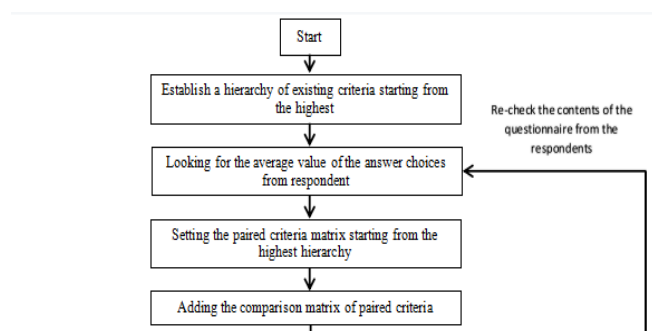 Start
Establish a hierarchy of existing criteria starting from
the highest
Re-check the contents of the
questionnaire from the
respondents
Looking for the average value of the answer choices
from respondent
Setting the paired criteria matrix starting from the
highest hierarchy
Adding the comparison matrix of paired criteria